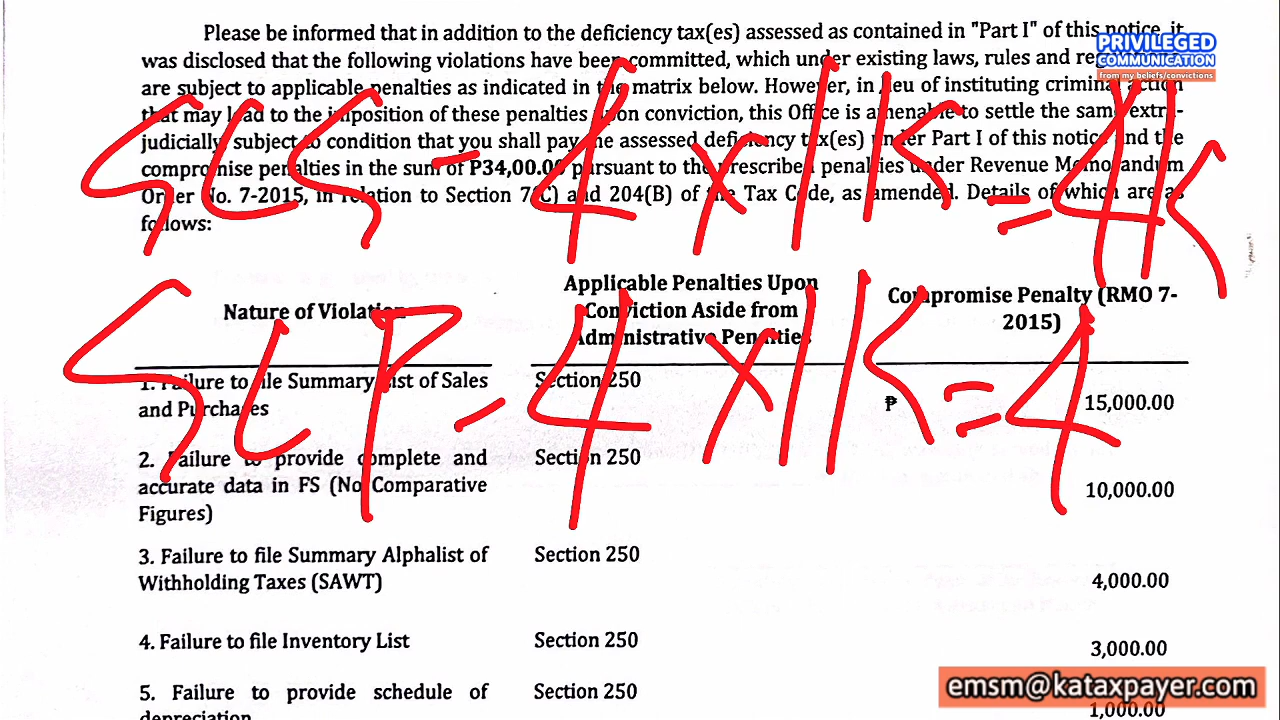 Please be informed that in addition to the deficiency tax(es) assessed as contained in "Part I" of this notice, it
was disclosed that the following violations have been committed, which under existing laws, rules and reg
are subject to applicable penalties as indicated in the matrix below. However, in lieu of instituting criminal action
that may lead to the imposition of these penalties upon conviction, this Office is amenable to settle the same extra-
judicially subject to condition that you shall pay the assessed deficiency tax(es) under Part I of this notice and the
compromise penalties in the sum of P34,00.00 pursuant to the prescribed penalties under Revenue Memorandum
Order No. 7-2015, in relation to Section 7(C) and 204(B) of the Tax Code, as amended. Details of which are as
follows:
PRIVILEGED
COMMUNICATION
from my beliefs/convictions
SLS - 4 x 1K = 4K
SLP - 4 x 1K = 4
Nature of Violation
Applicable Penalties Upon
Conviction Aside from
Administrative Penalties
Compromise Penalty (RMO 7-
2015)
1. Failure to file Summary List of Sales
and Purchases
Section 250
₱ 15,000.00
2. Failure to provide complete and
accurate data in FS (No Comparative
Figures)
Section 250
10,000.00
3. Failure to file Summary Alphalist of
Withholding Taxes (SAWT)
Section 250
4,000.00
4. Failure to file Inventory List
Section 250
3,000.00
5. Failure to provide schedule of
depreciation
Section 250
1,000.00
emsm@kataxpayer.com